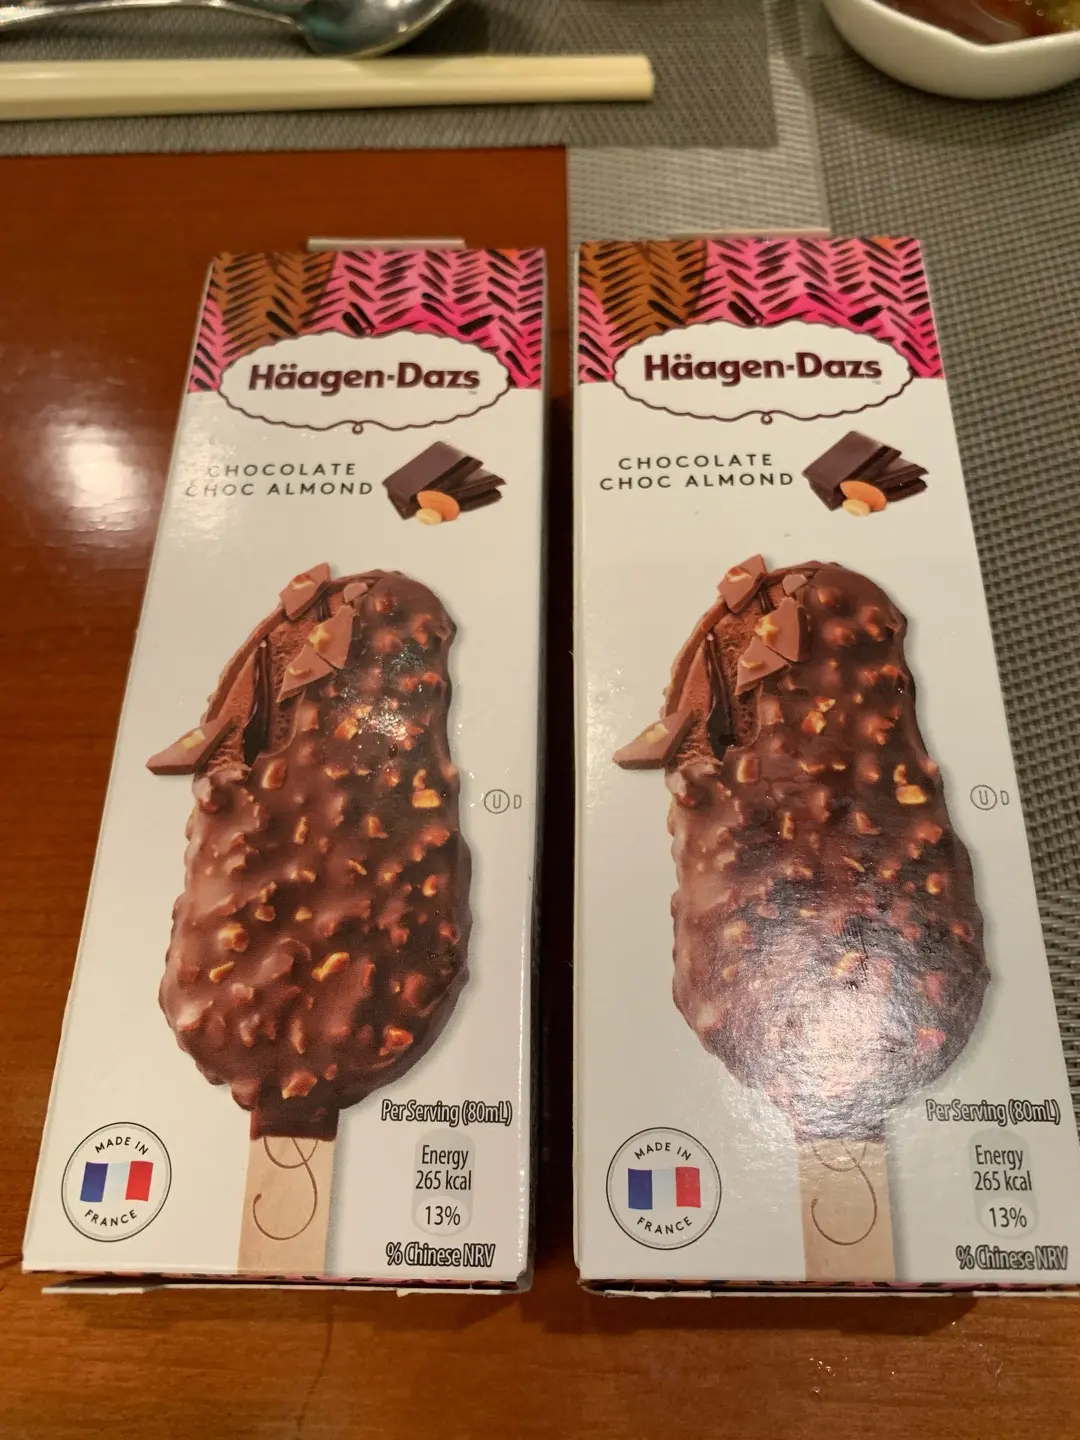 Häagen-Dazs
CHOCOLATE
CHOC ALMOND
U D
Per Serving (80mL)
Energy
265 kcal
13%
% Chinese NRV
MADE IN
FRANCE
Häagen-Dazs
CHOCOLATE
CHOC ALMOND
U D
Per Serving (80mL)
Energy
265 kcal
13%
% Chinese NRV
MADE IN
FRANCE